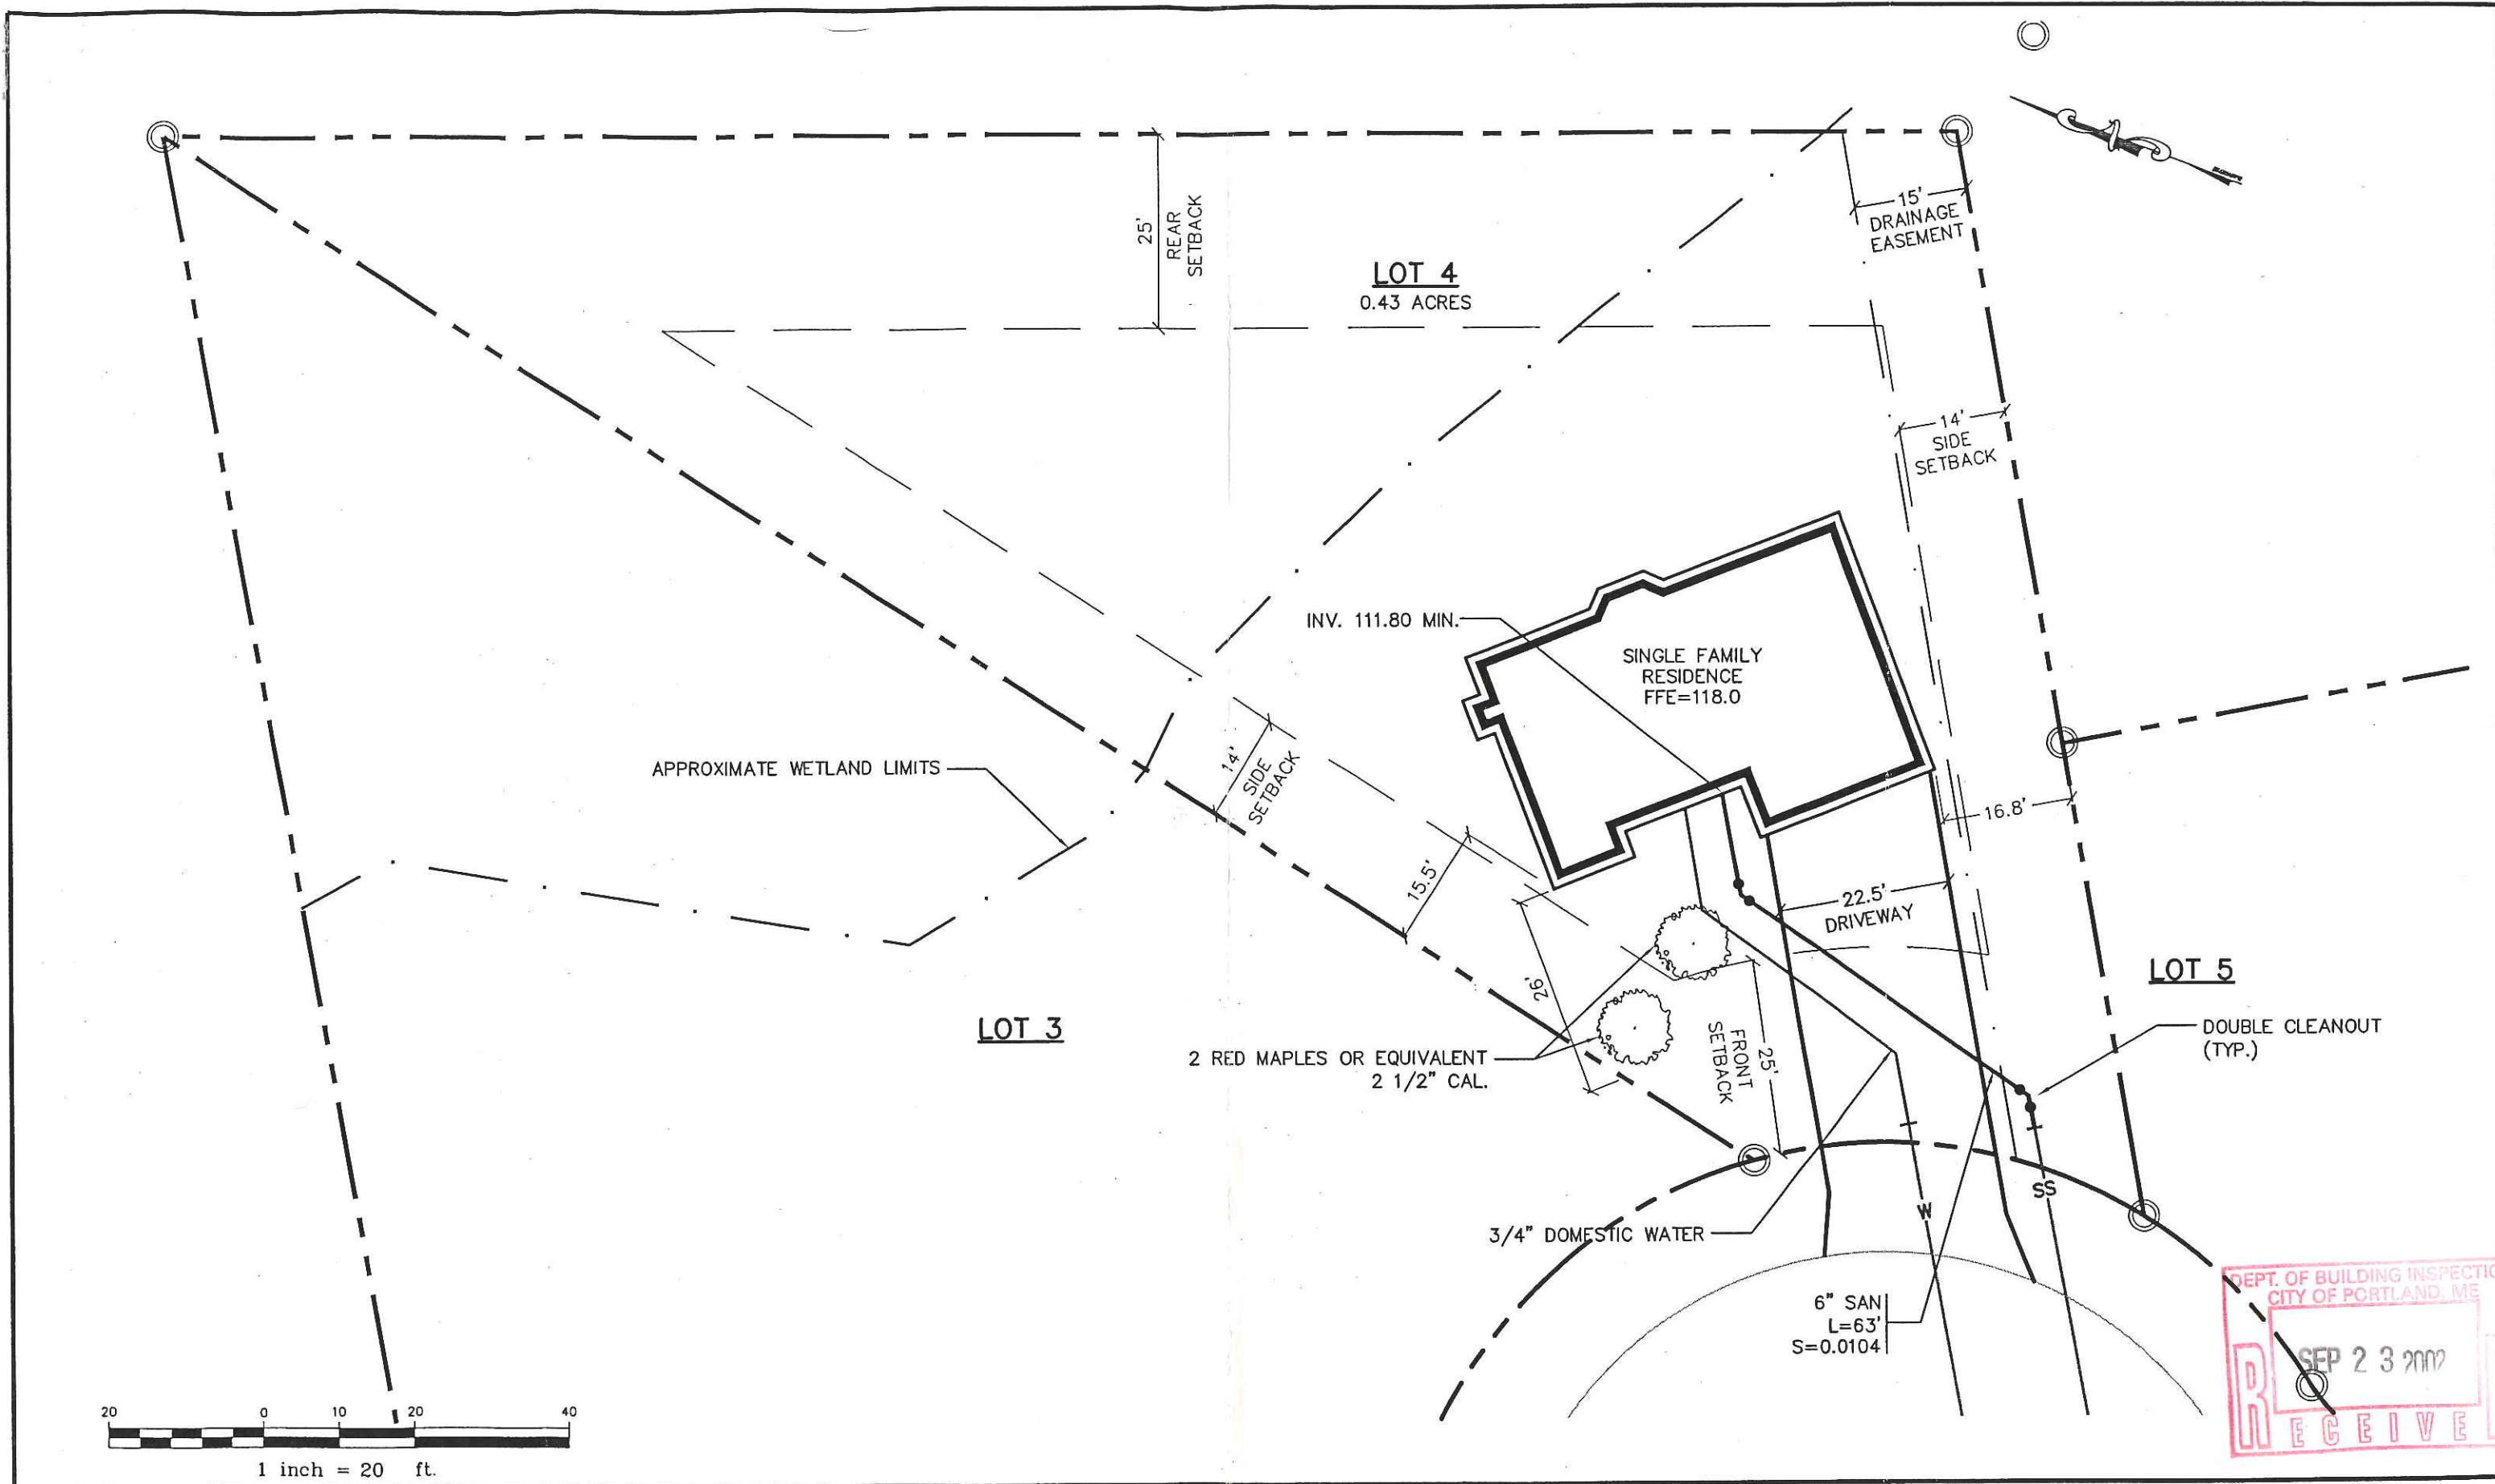 15'
DRAINAGE
EASEMENT
25'
REAR
SETBACK
LOT 4
0.43 ACRES
14'
SIDE
SETBACK
INV. 111.80 MIN.
SINGLE FAMILY
RESIDENCE
FFE=118.0
APPROXIMATE WETLAND LIMITS
14'
SIDE
SETBACK
16.8'
15.5'
22.5'
DRIVEWAY
26'
LOT 5
LOT 3
2 RED MAPLES OR EQUIVALENT
2 1/2" CAL.
25'
FRONT
SETBACK
DOUBLE CLEANOUT
(TYP.)
SS
W
3/4" DOMESTIC WATER
6" SAN
L=63'
S=0.0104
DEPT. OF BUILDING INSPECTIO
CITY OF PORTLAND, ME
SEP 2 3 2002
RECEIVE
20 0 10 20 40
1 inch = 20 ft.